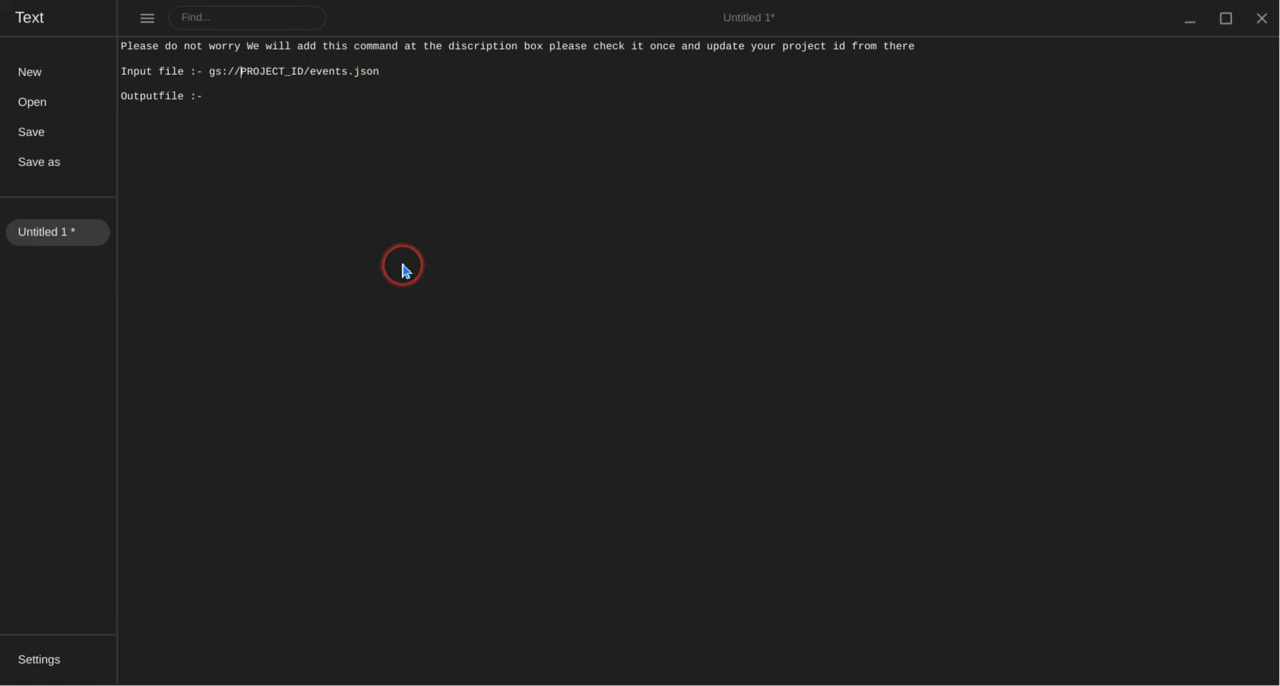 Text
Find...
Untitled 1*
New
Open
Save
Save as
Untitled 1 *
Settings
Please do not worry We will add this command at the discription box please check it once and update your project id from there
Input file :- gs://PROJECT_ID/events.json
Outputfile :-